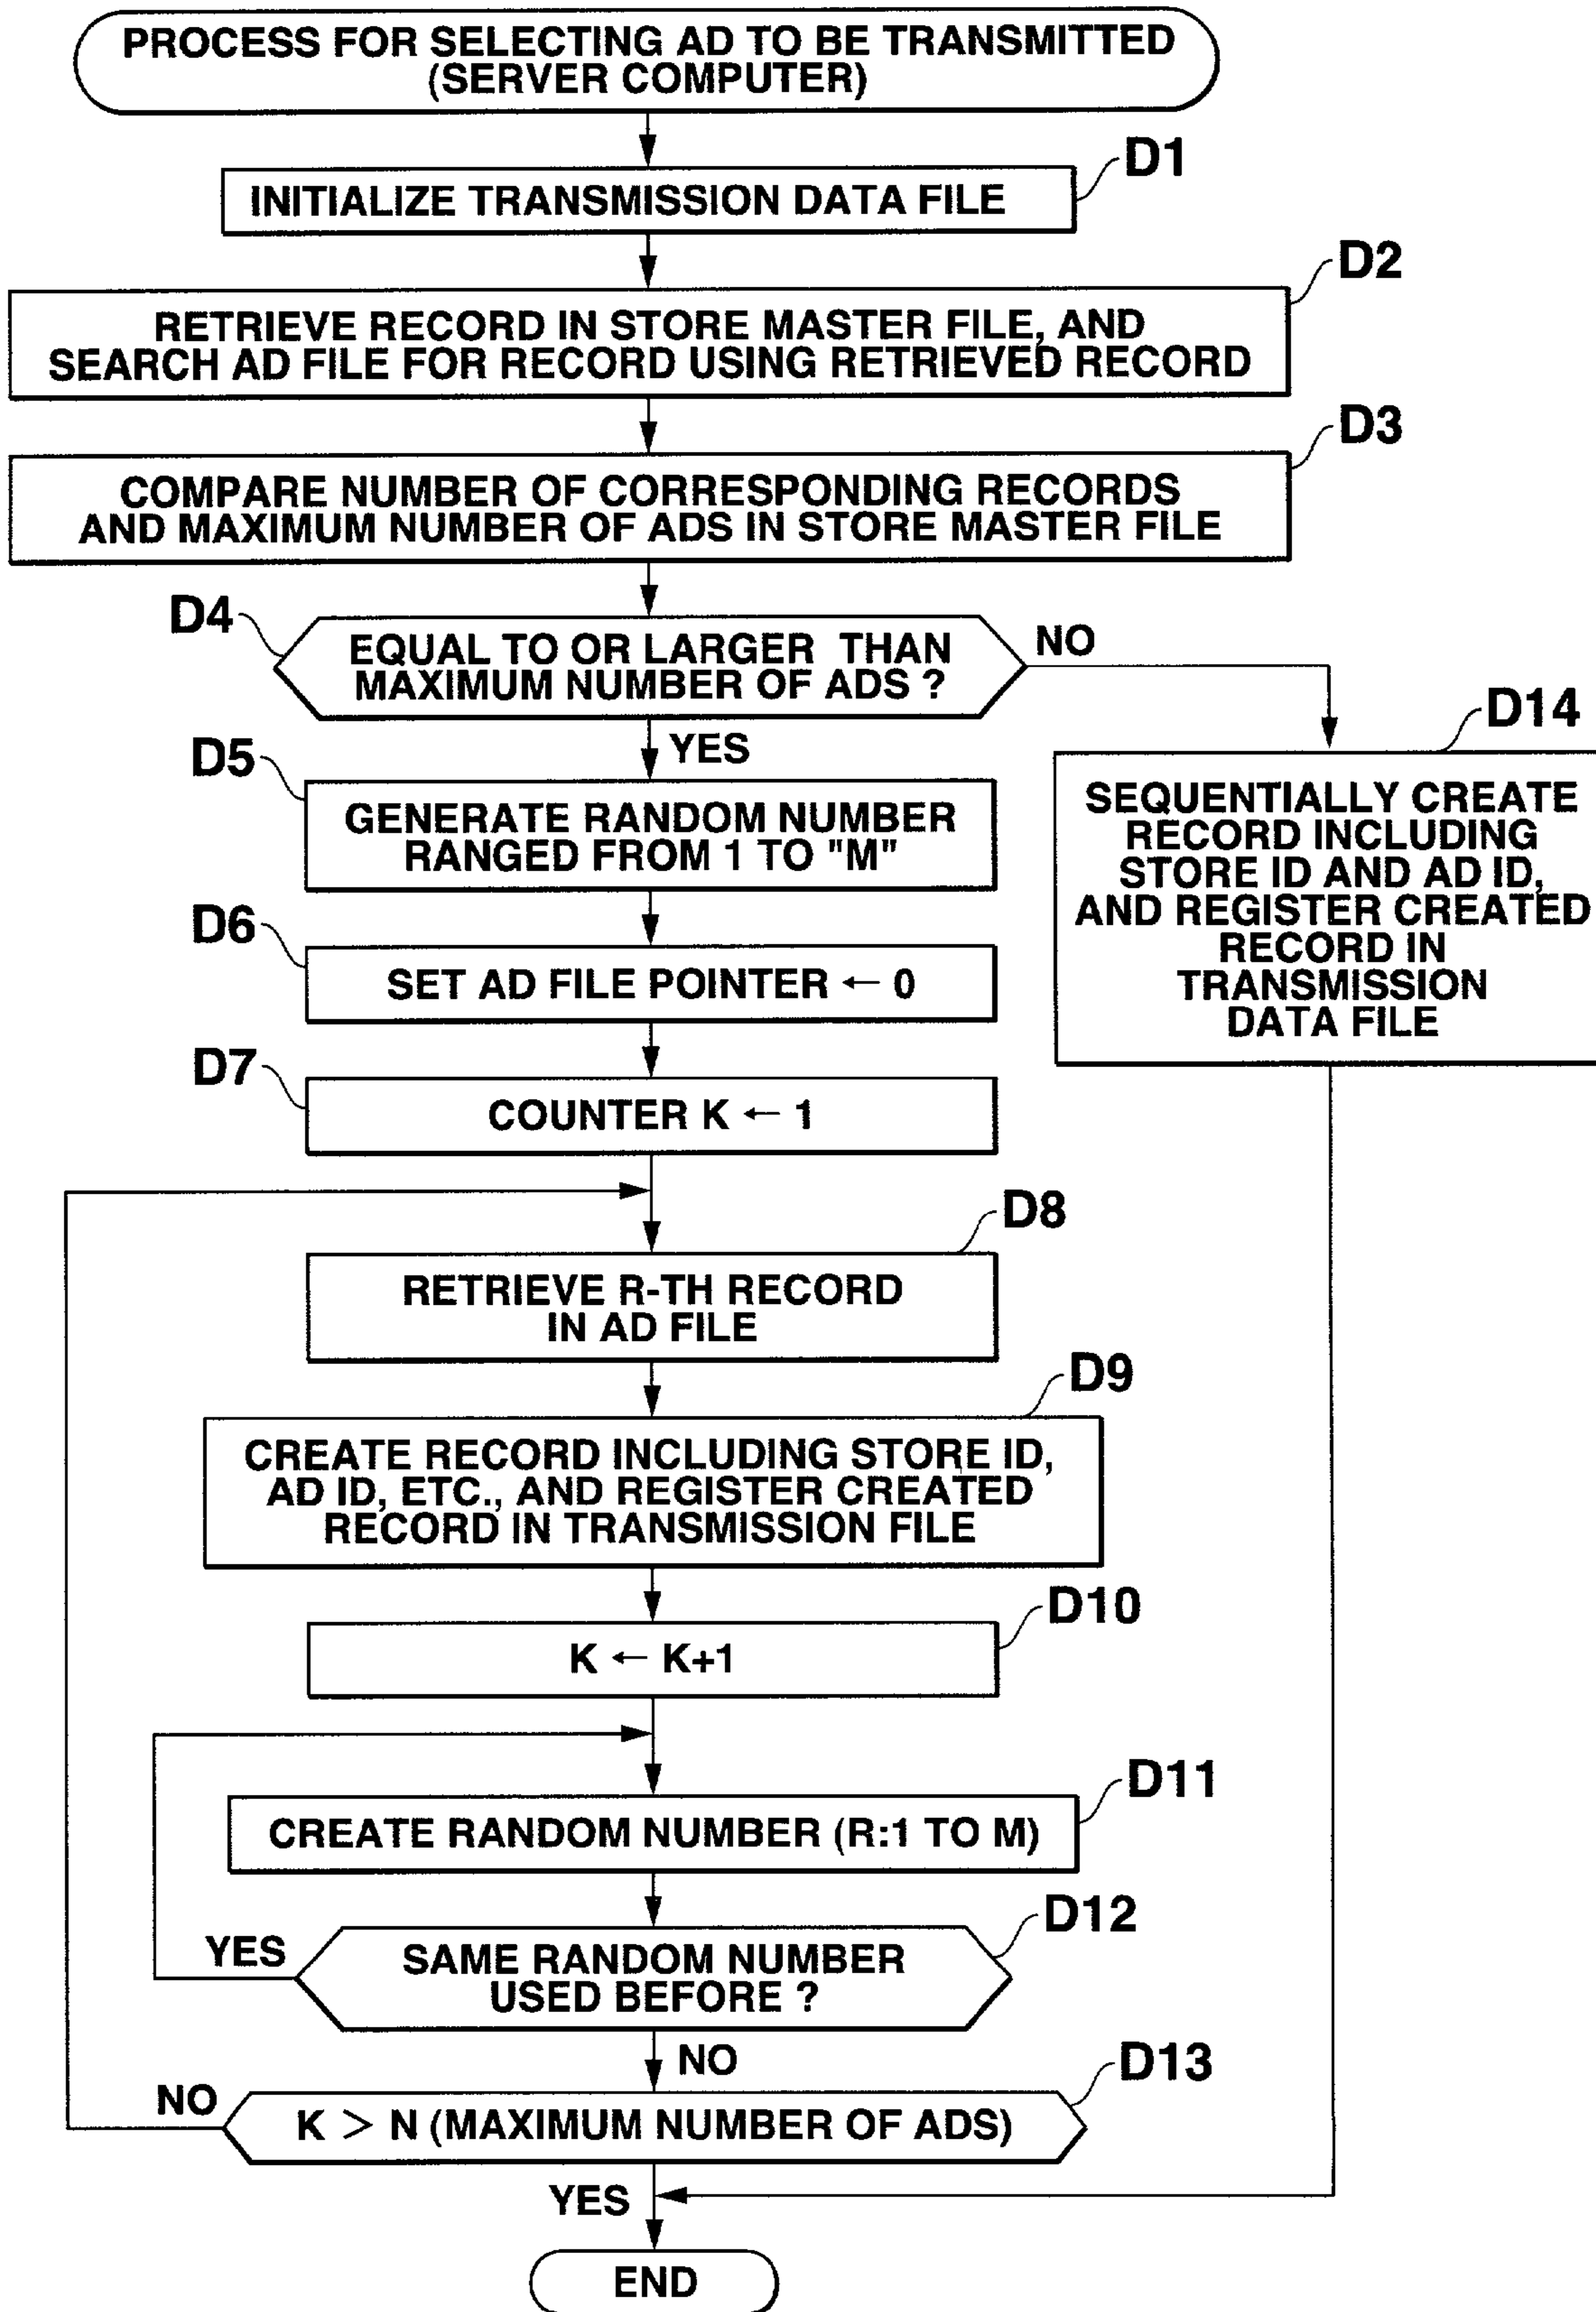 PROCESS FOR SELECTING AD TO BE TRANSMITTED
(SERVER COMPUTER)
D1
INITIALIZE TRANSMISSION DATA FILE
D2
RETRIEVE RECORD IN STORE MASTER FILE, AND
SEARCH AD FILE FOR RECORD USING RETRIEVED RECORD
D3
COMPARE NUMBER OF CORRESPONDING RECORDS
AND MAXIMUM NUMBER OF ADS IN STORE MASTER FILE
D4
EQUAL TO OR LARGER THAN
MAXIMUM NUMBER OF ADS ?
NO
YES
D14
SEQUENTIALLY CREATE
RECORD INCLUDING
STORE ID AND AD ID,
AND REGISTER CREATED
RECORD IN
TRANSMISSION
DATA FILE
D5
GENERATE RANDOM NUMBER
RANGED FROM 1 TO "M"
D6
SET AD FILE POINTER ← 0
D7
COUNTER K ← 1
D8
RETRIEVE R-TH RECORD
IN AD FILE
D9
CREATE RECORD INCLUDING STORE ID,
AD ID, ETC., AND REGISTER CREATED
RECORD IN TRANSMISSION FILE
D10
K ← K+1
D11
CREATE RANDOM NUMBER (R:1 TO M)
D12
YES
SAME RANDOM NUMBER
USED BEFORE ?
NO
D13
NO
K > N (MAXIMUM NUMBER OF ADS)
YES
END